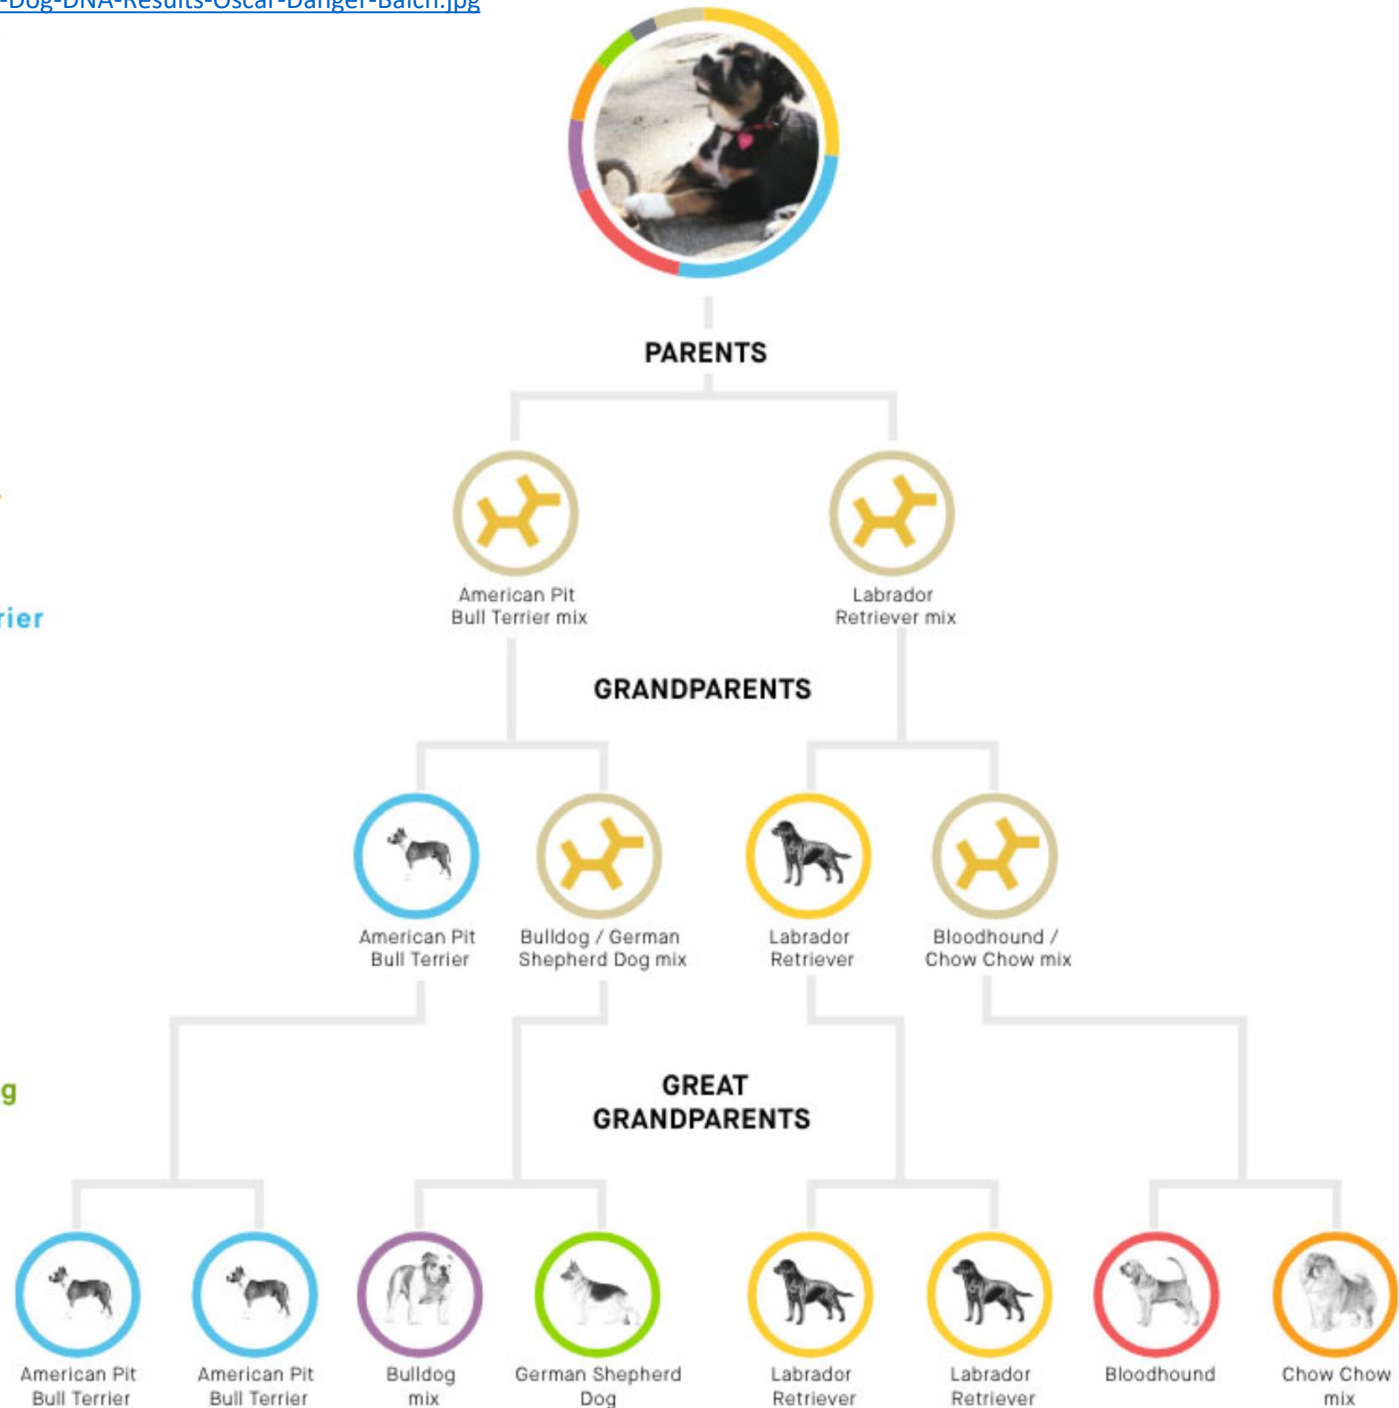 -Dog-DNA-Results-Oscar-Danger-Balch.jpg
PARENTS
American Pit
Bull Terrier mix
Labrador
Retriever mix
rier
GRANDPARENTS
American Pit
Bull Terrier
Bulldog / German
Shepherd Dog mix
Labrador
Retriever
Bloodhound /
Chow Chow mix
g
GREAT
GRANDPARENTS
American Pit
Bull Terrier
American Pit
Bull Terrier
Bulldog
mix
German Shepherd
Dog
Labrador
Retriever
Labrador
Retriever
Bloodhound
Chow Chow
mix